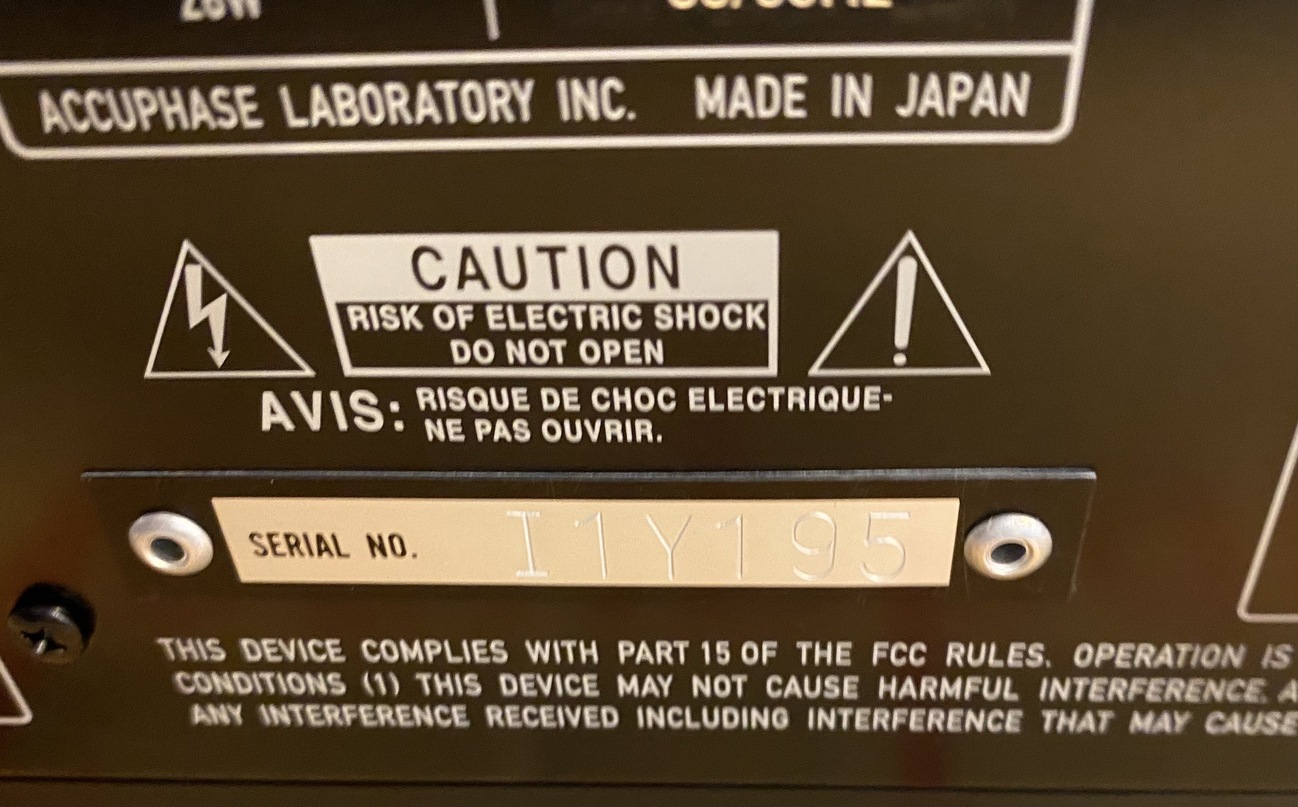 ACCUPHASE LABORATORY INC. MADE IN JAPAN
CAUTION
RISK OF ELECTRIC SHOCK
DO NOT OPEN
AVIS: RISQUE DE CHOC ELECTRIQUE-
NE PAS OUVRIR.
SERIAL NO. I1Y195
THIS DEVICE COMPLIES WITH PART 15 OF THE FCC RULES. OPERATION IS
CONDITIONS (1) THIS DEVICE MAY NOT CAUSE HARMFUL INTERFERENCE. A
ANY INTERFERENCE RECEIVED INCLUDING INTERFERENCE THAT MAY CAUSE